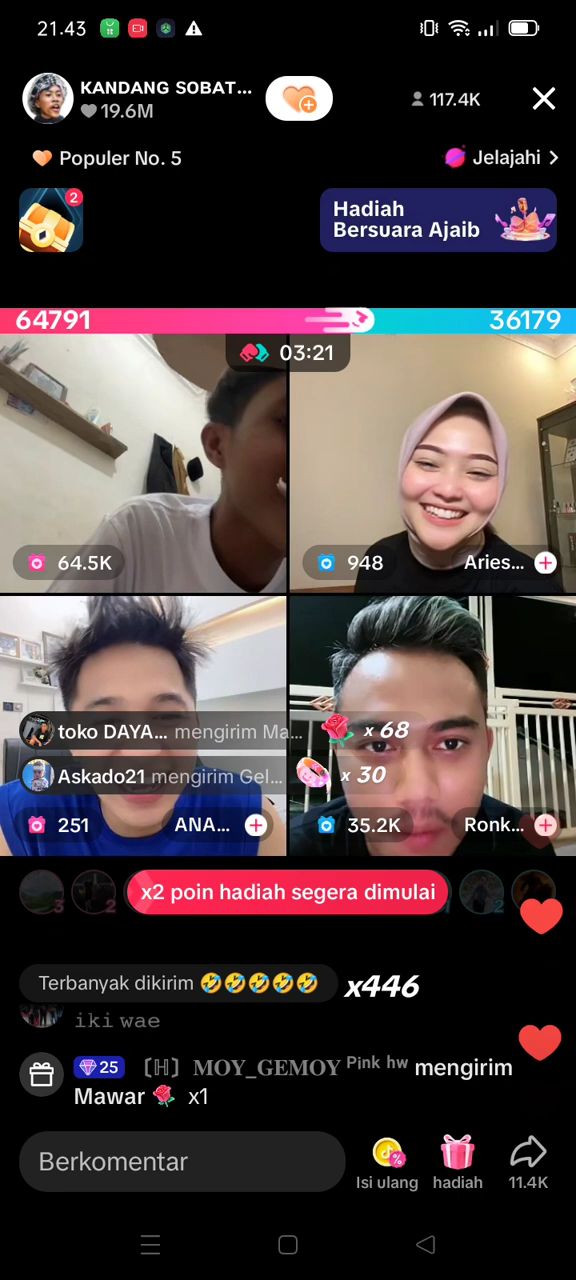 21.43
KANDANG SOBAT...
19.6M
117.4K
Populer No. 5
Jelajahi >
2
Hadiah
Bersuara Ajaib
64791
36179
03:21
64.5K
948 Aries...
toko DAYA... mengirim Ma... x 68
Askado21 mengirim Gel... x 30
251 ANA...
35.2K Ronk...
3 2 x2 poin hadiah segera dimulai 2
Terbanyak dikirim 🤣🤣🤣🤣🤣 x446
iki wae
25 〔ℍ〕 MOY_GEMOY ᴾⁱⁿᵏ ʰʷ mengirim
Mawar 🌹 x1
Berkomentar
Isi ulang
hadiah
11.4K